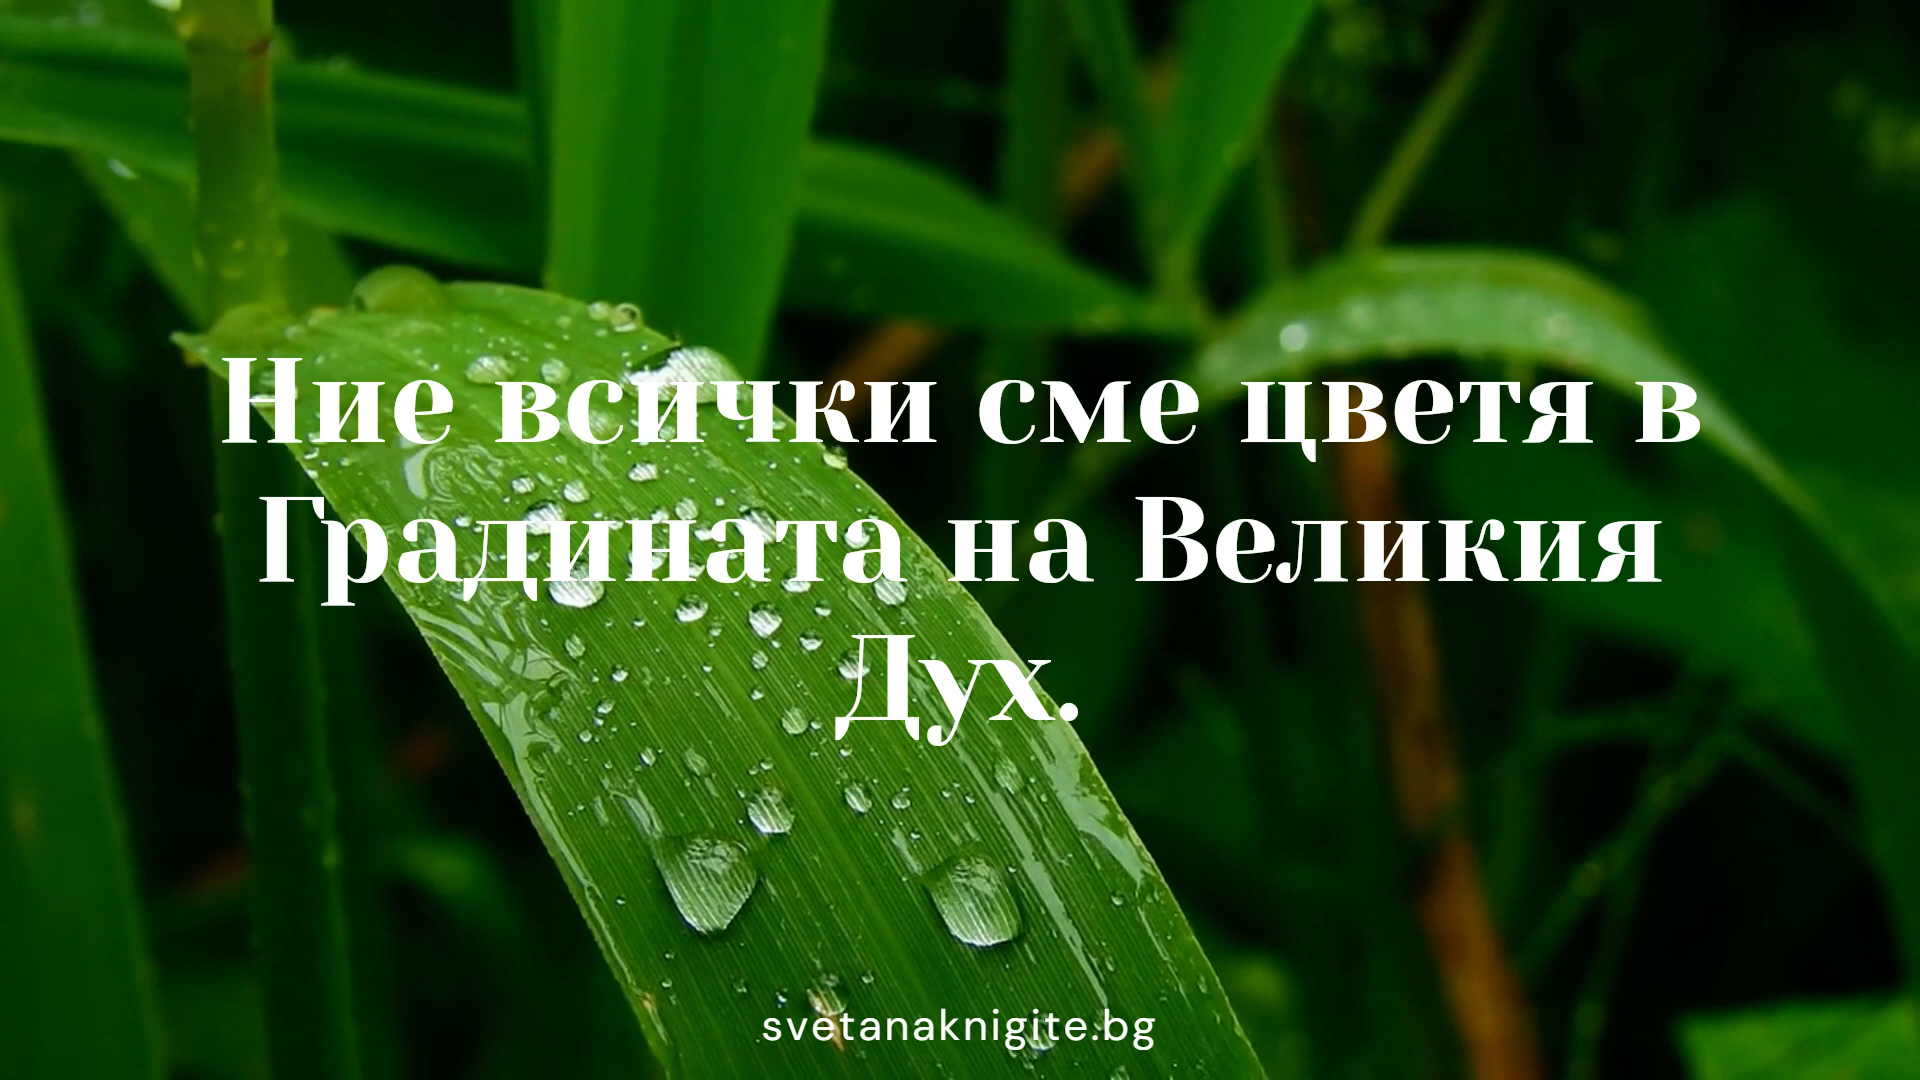 Ние всички сме цветя в
Градината на Великия
Дух.
svetanaknigite.bg